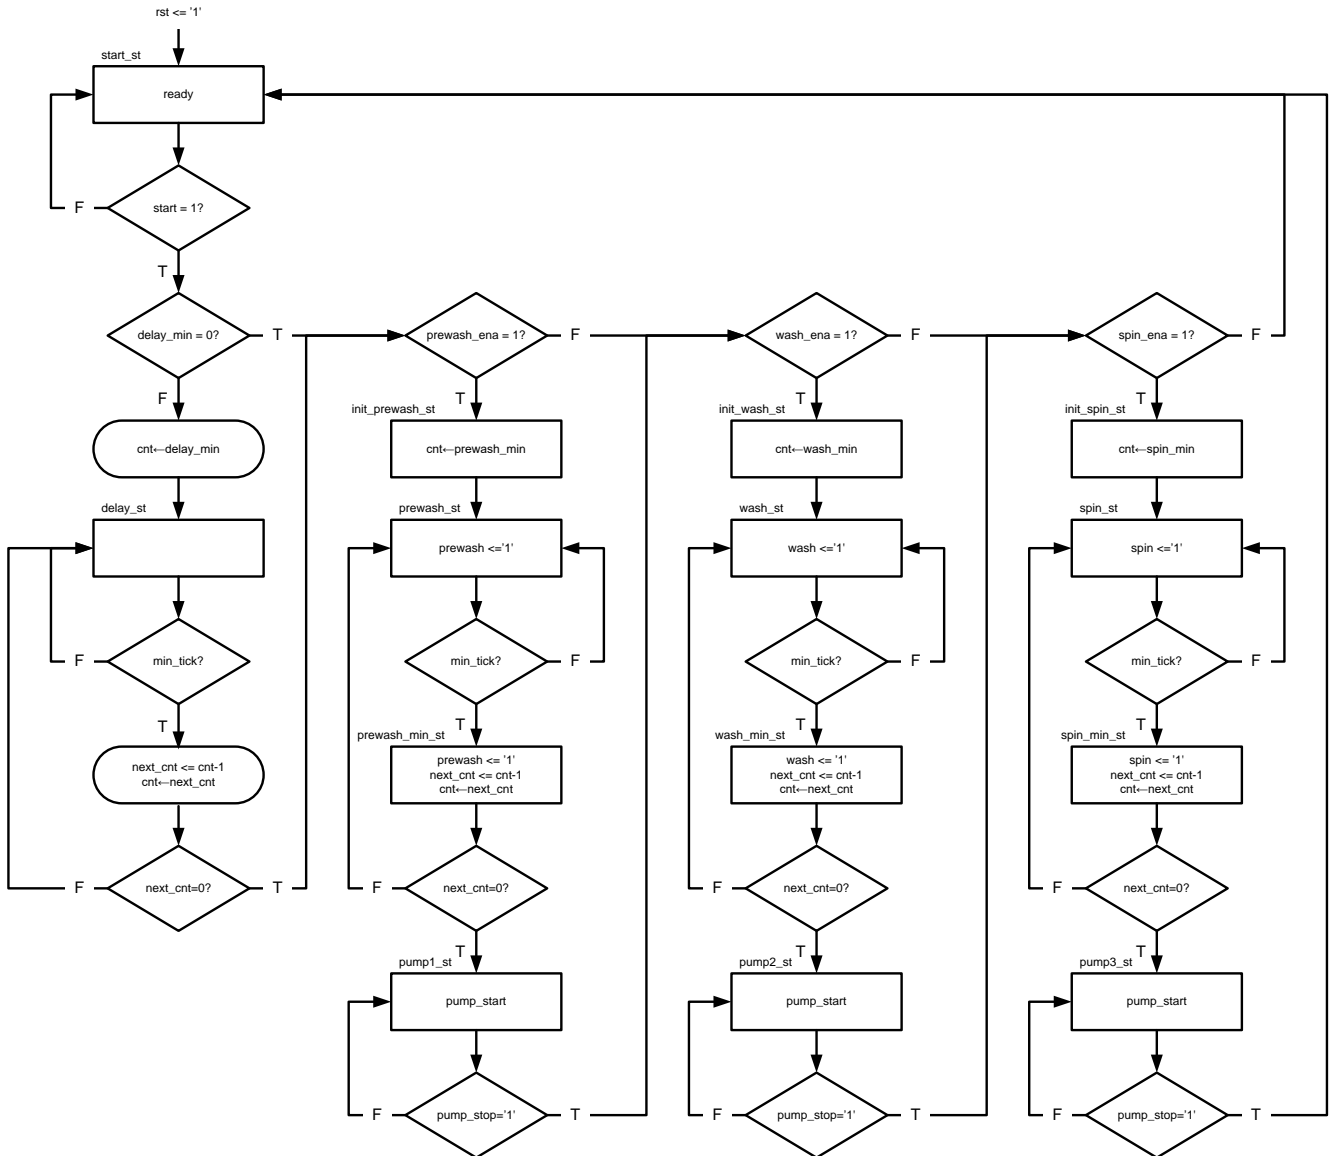 rst <= '1'
start_st
ready
start = 1?
F
T
delay_min = 0?
T
F
cnt←delay_min
delay_st
min_tick?
F
T
next_cnt <= cnt-1
cnt←next_cnt
next_cnt=0?
F
T
prewash_ena = 1?
F
T
init_prewash_st
cnt←prewash_min
prewash_st
prewash <='1'
min_tick?
F
T
prewash_min_st
prewash <= '1'
next_cnt <= cnt-1
cnt←next_cnt
next_cnt=0?
F
T
pump1_st
pump_start
pump_stop='1'
F
T
wash_ena = 1?
F
T
init_wash_st
cnt←wash_min
wash_st
wash <='1'
min_tick?
F
T
wash_min_st
wash <= '1'
next_cnt <= cnt-1
cnt←next_cnt
next_cnt=0?
F
T
pump2_st
pump_start
pump_stop='1'
F
T
spin_ena = 1?
F
T
init_spin_st
cnt←spin_min
spin_st
spin <='1'
min_tick?
F
T
spin_min_st
spin <= '1'
next_cnt <= cnt-1
cnt←next_cnt
next_cnt=0?
F
T
pump3_st
pump_start
pump_stop='1'
F
T